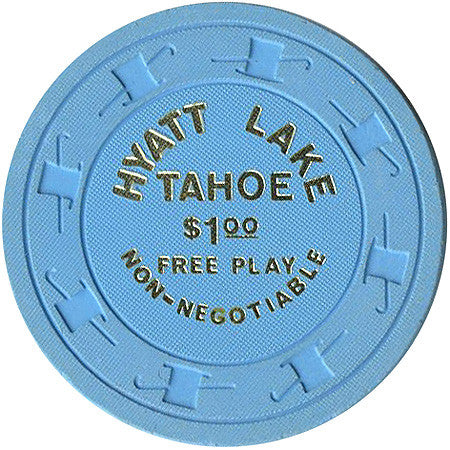 HYATT LAKE
TAHOE
$1.00
FREE PLAY
NON-NEGOTIABLE